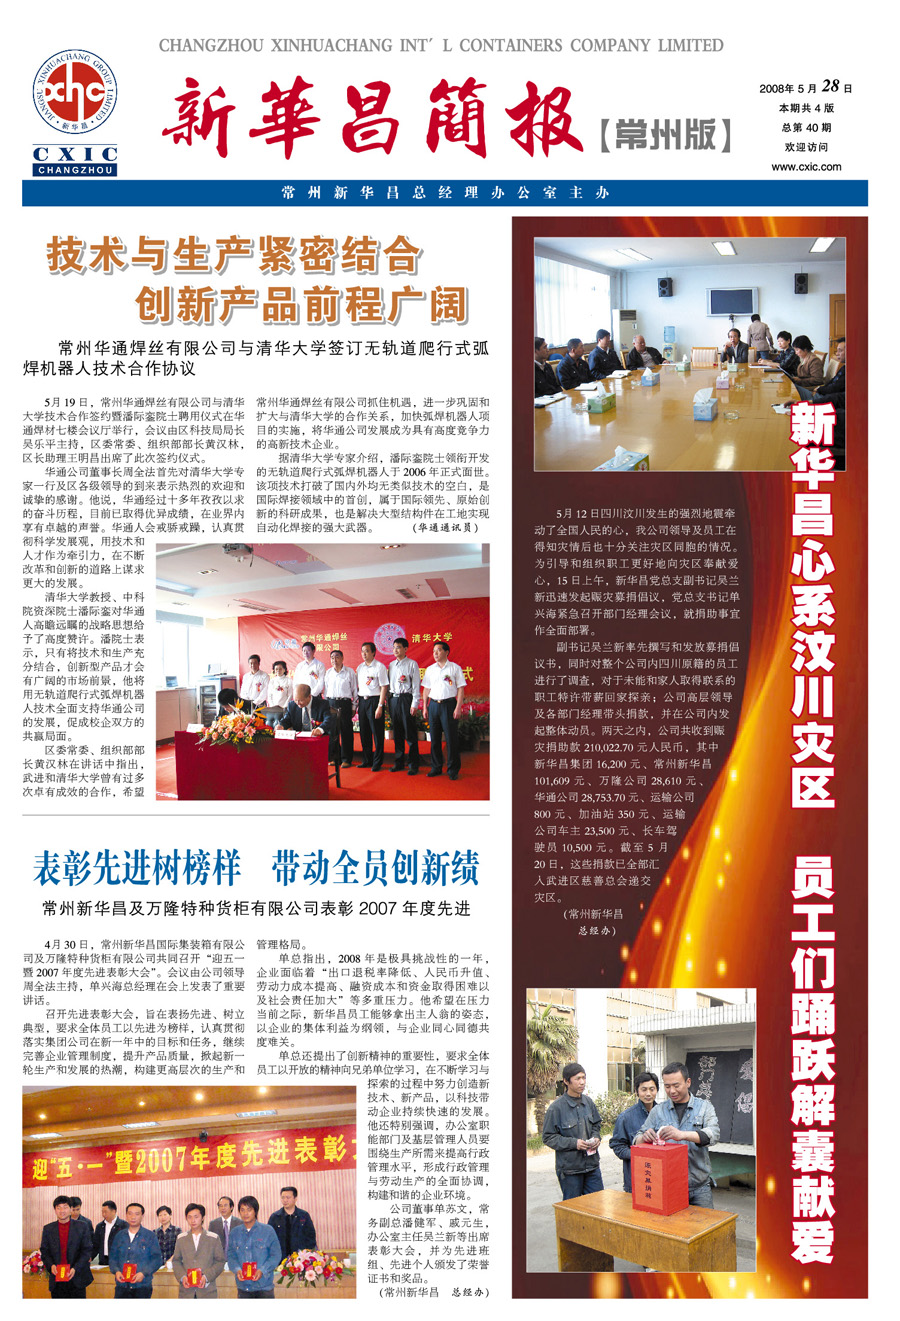 CHANGZHOU XINHUACHANG INT'L CONTAINERS COMPANY LIMITED
JIANGSU XINHUACHANG GROUP LIMITED
xhc
新华昌
CXIC
CHANGZHOU
新華昌簡报【常州版】
2008年5月28日
本期共4版
总第40期
欢迎访问
www.cxic.com
常州新华昌总经理办公室主办
技术与生产紧密结合
创新产品前程广阔
常州华通焊丝有限公司与清华大学签订无轨道爬行式弧
焊机器人技术合作协议
5月19日，常州华通焊丝有限公司与清华
大学技术合作签约暨潘际銮院士聘用仪式在华
通焊材七楼会议厅举行，会议由区科技局局长
吴乐平主持，区委常委、组织部部长黄汉林，
区长助理王明昌出席了此次签约仪式。
华通公司董事长周全法首先对清华大学专
家一行及区各级领导的到来表示热烈的欢迎和
诚挚的感谢。他说，华通经过十多年孜孜以求
的奋斗历程，目前已取得优异成绩，在业界内
享有卓越的声誉。华通人会戒骄戒躁，认真贯
彻科学发展观，用技术和
人才作为牵引力，在不断
改革和创新的道路上谋求
更大的发展。
清华大学教授、中科
院资深院士潘际銮对华通
人高瞻远瞩的战略思想给
予了高度赞许。潘院士表
示，只有将技术和生产充
分结合，创新型产品才会
有广阔的市场前景，他将
用无轨道爬行式弧焊机器
人技术全面支持华通公司
的发展，促成校企双方的
共赢局面。
区委常委、组织部部
长黄汉林在讲话中指出，
武进和清华大学曾有过多
次卓有成效的合作，希望
常州华通焊丝有限公司抓住机遇，进一步巩固和
扩大与清华大学的合作关系，加快弧焊机器人项
目的实施，将华通公司发展成为具有高度竞争力
的高新技术企业。
据清华大学专家介绍，潘际銮院士领衔开发
的无轨道爬行式弧焊机器人于2006年正式面世。
该项技术打破了国内外均无类似技术的空白，是
国际焊接领域中的首创，属于国际领先、原始创
新的科研成果，也是解决大型结构件在工地实现
自动化焊接的强大武器。 （华通通讯员）
常州华通焊丝
有限公司
清华大学
式
表彰先进树榜样 带动全员创新绩
常州新华昌及万隆特种货柜有限公司表彰2007年度先进
4月30日，常州新华昌国际集装箱有限公
司及万隆特种货柜有限公司共同召开“迎五一
暨2007年度先进表彰大会”。会议由公司领导
周全法主持，单兴海总经理在会上发表了重要
讲话。
召开先进表彰大会，旨在表扬先进、树立
典型，要求全体员工以先进为榜样，认真贯彻
落实集团公司在新一年中的目标和任务，继续
完善企业管理制度，提升产品质量，掀起新一
轮生产和发展的热潮，构建更高层次的生产和
管理格局。
单总指出，2008年是极具挑战性的一年，
企业面临着“出口退税率降低、人民币升值、
劳动力成本提高、融资成本和资金取得困难以
及社会责任加大”等多重压力。他希望在压力
当前之际，新华昌员工能够拿出主人翁的姿态，
以企业的集体利益为纲领，与企业同心同德共
度难关。
单总还提出了创新精神的重要性，要求全体
员工以开放的精神向兄弟单位学习，在不断学习与
探索的过程中努力创造新
技术、新产品，以科技带
动企业持续快速的发展。
他还特别强调，办公室职
能部门及基层管理人员要
围绕生产所需来提高行政
管理水平，形成行政管理
与劳动生产的全面协调，
构建和谐的企业环境。
公司董事单苏文，常
务副总潘健军、戚元生，
办公室主任吴兰新等出席
表彰大会，并为先进班
组、先进个人颁发了荣誉
证书和奖品。
（常州新华昌 总经办）
迎“五·一”暨2007年度先进表彰大
5月12日四川汶川发生的强烈地震牵
动了全国人民的心，我公司领导及员工在
得知灾情后也十分关注灾区同胞的情况。
为引导和组织职工更好地向灾区奉献爱
心，15日上午，新华昌党总支副书记吴兰
新迅速发起赈灾募捐倡议，党总支书记单
兴海紧急召开部门经理会议，就捐助事宜
作全面部署。
副书记吴兰新率先撰写和发放募捐倡
议书，同时对整个公司内四川原籍的员工
进行了调查，对于未能和家人取得联系的
职工特许带薪回家探亲；公司高层领导
及各部门经理带头捐款，并在公司内发
起整体动员。两天之内，公司共收到赈
灾捐助款210,022.70元人民币，其中
新华昌集团16,200元、常州新华昌
101,609元、万隆公司28,610元、
华通公司28,753.70元、运输公司
800元、加油站350元、运输
公司车主23,500元、长车驾
驶员10,500元。截至5月
20日，这些捐款已全部汇
入武进区慈善总会递交
灾区。
（常州新华昌
总经办）
新华昌心系汶川灾区 员工们踊跃解囊献爱